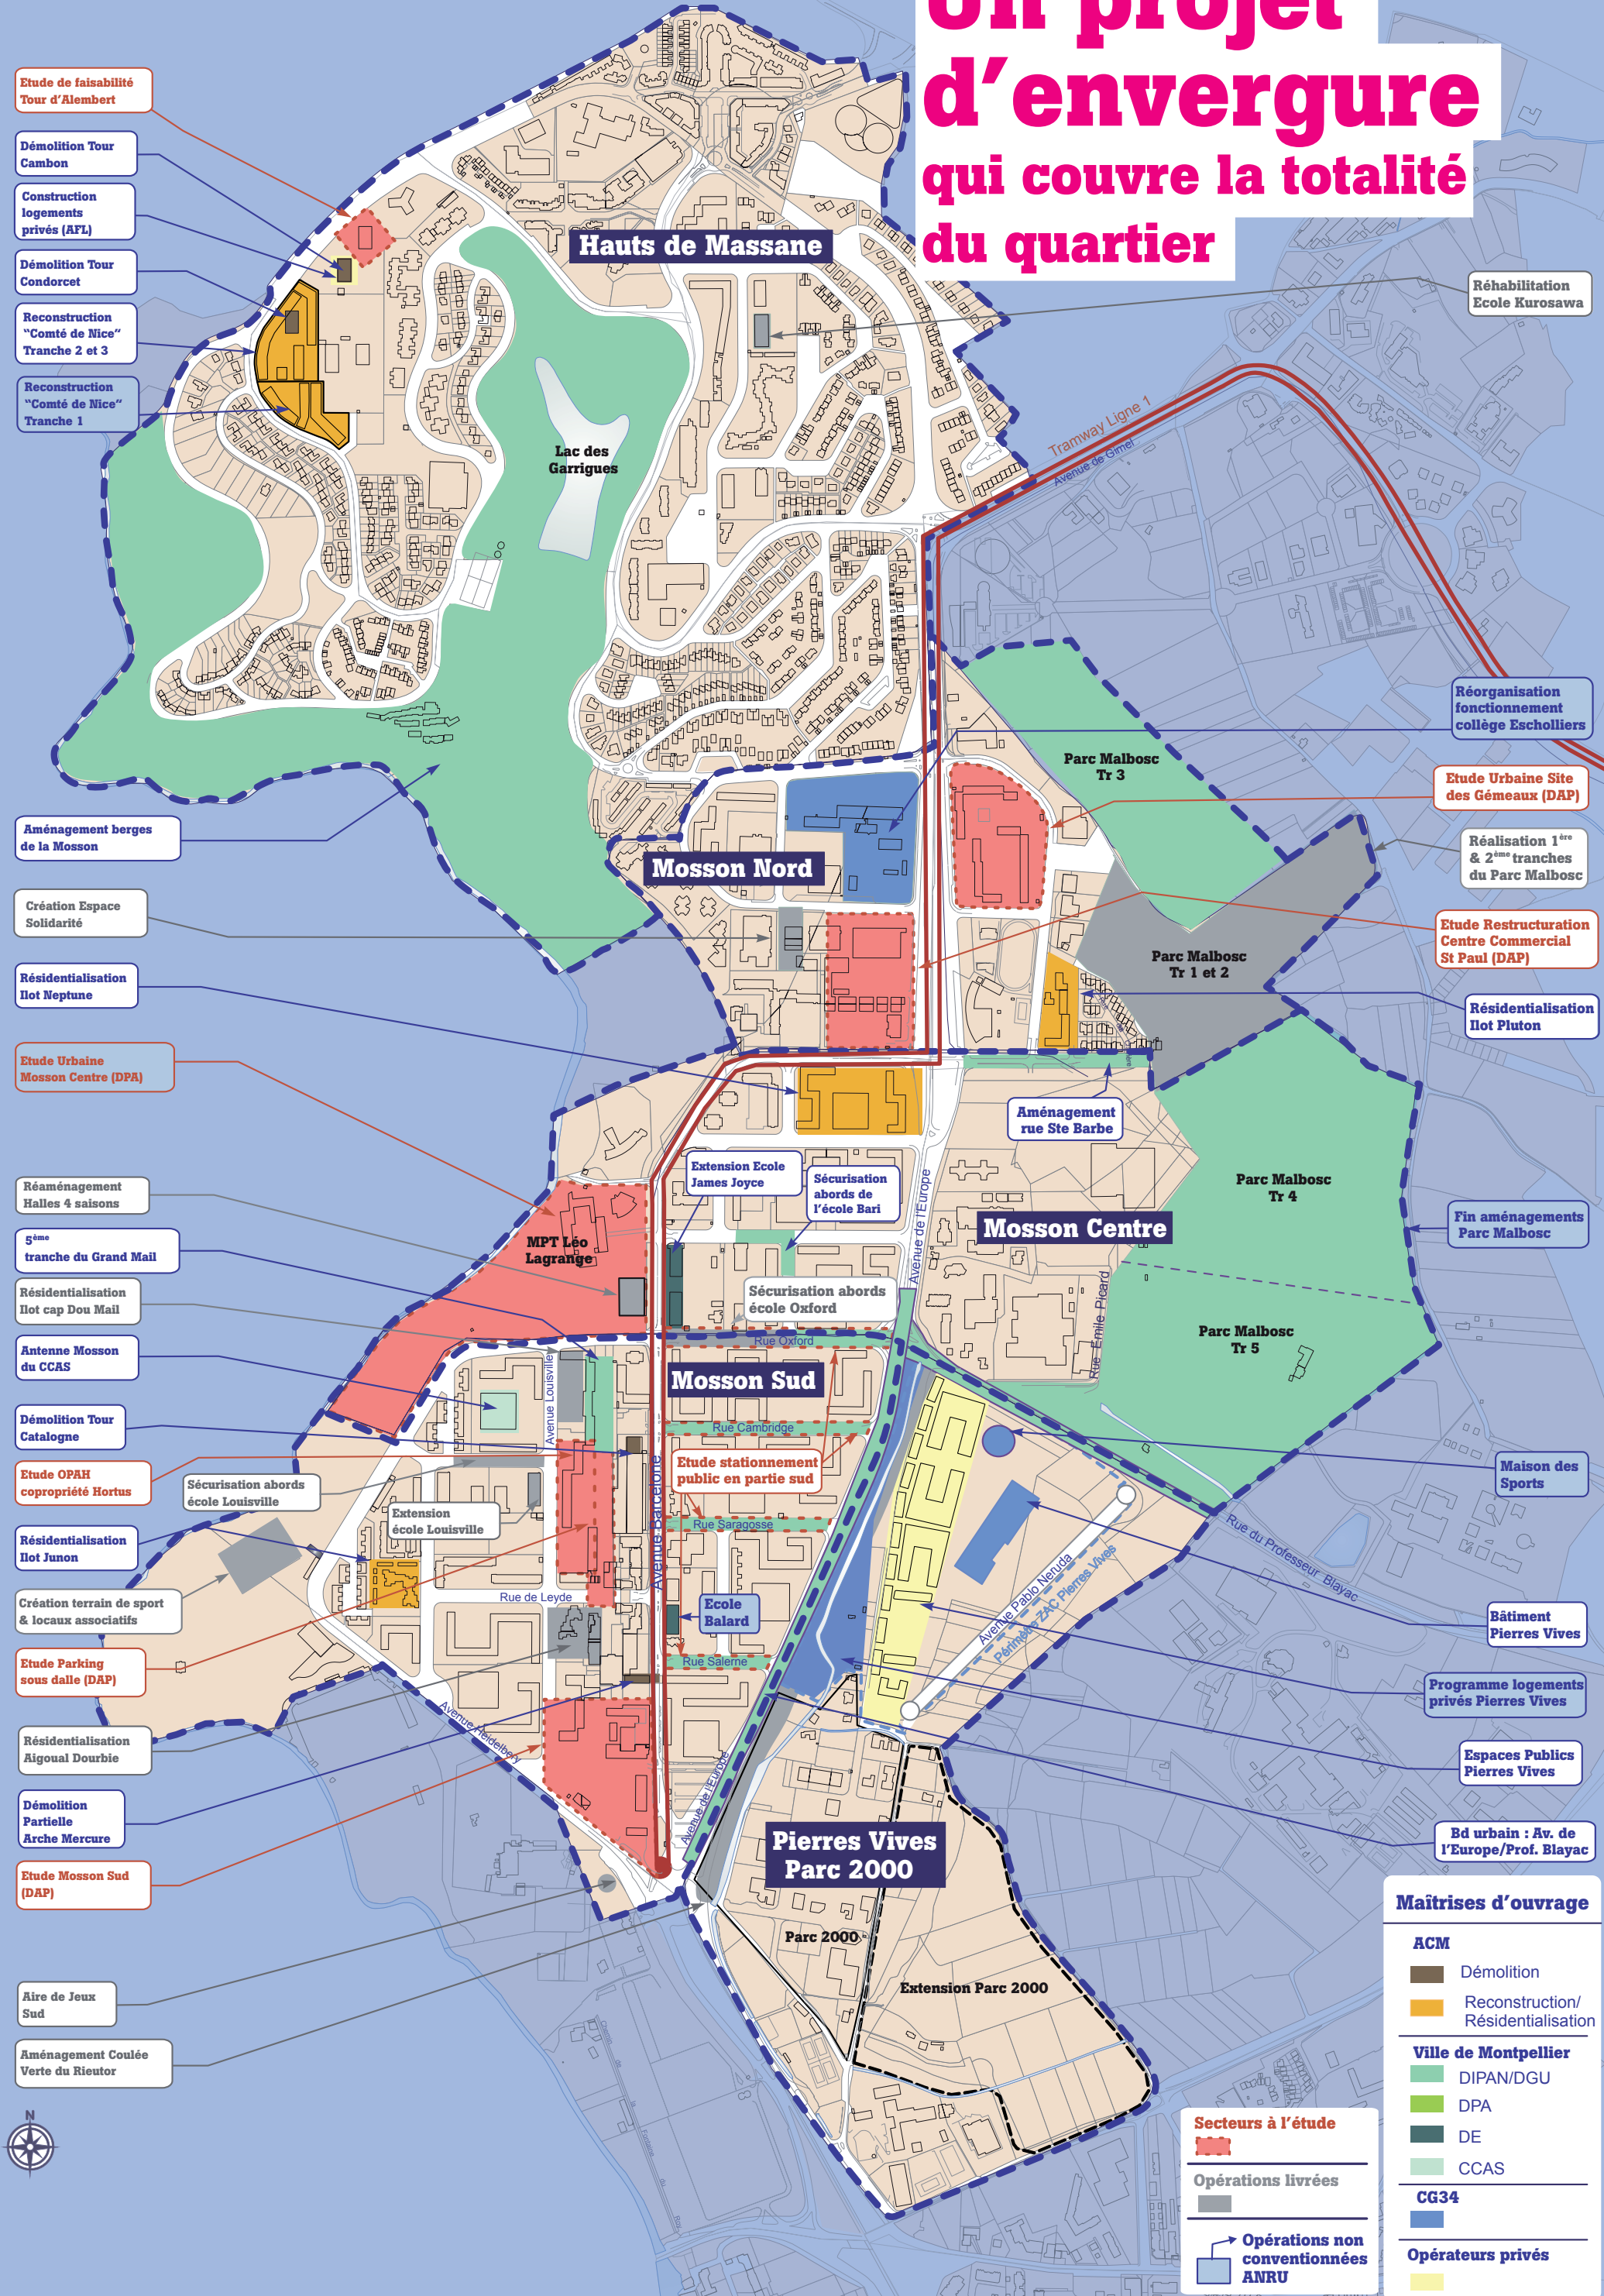 Un projet
d'envergure
qui couvre la totalité
du quartier
Etude de faisabilité
Tour d'Alembert
Démolition Tour
Cambon
Construction
logements
privés (AFL)
Démolition Tour
Condorcet
Reconstruction
"Comté de Nice"
Tranche 2 et 3
Reconstruction
"Comté de Nice"
Tranche 1
Aménagement berges
de la Mosson
Création Espace
Solidarité
Résidentialisation
Ilot Neptune
Etude Urbaine
Mosson Centre (DPA)
Réaménagement
Halles 4 saisons
5ème
tranche du Grand Mail
Résidentialisation
Ilot cap Dou Mail
Antenne Mosson
du CCAS
Démolition Tour
Catalogne
Etude OPAH
copropriété Hortus
Sécurisation abords
école Louisville
Extension
école Louisville
Résidentialisation
Ilot Junon
Création terrain de sport
& locaux associatifs
Etude Parking
sous dalle (DAP)
Résidentialisation
Aigoual Dourbie
Démolition
Partielle
Arche Mercure
Etude Mosson Sud
(DAP)
Aire de Jeux
Sud
Aménagement Coulée
Verte du Rieutor
N
Hauts de Massane
Lac des
Garrigues
Réhabilitation
Ecole Kurosawa
Tramway Ligne 1
Avenue de Gimel
Réorganisation
fonctionnement
collège Escholliers
Parc Malbosc
Tr 3
Etude Urbaine Site
des Gémeaux (DAP)
Réalisation 1ère
& 2ème tranches
du Parc Malbosc
Mosson Nord
Etude Restructuration
Centre Commercial
St Paul (DAP)
Parc Malbosc
Tr 1 et 2
Résidentialisation
Ilot Pluton
Aménagement
rue Ste Barbe
Extension Ecole
James Joyce
Sécurisation
abords de
l'école Bari
Avenue de l'Europe
Mosson Centre
Parc Malbosc
Tr 4
Fin aménagements
Parc Malbosc
MPT Léo
Lagrange
Sécurisation abords
école Oxford
Rue Oxford
Rue Emile Picard
Parc Malbosc
Tr 5
Mosson Sud
Avenue Louisville
Rue Cambridge
Etude stationnement
public en partie sud
Avenue Barcelone
Rue Saragosse
Maison des
Sports
Rue du Professeur Blayac
Rue de Leyde
Ecole
Balard
Avenue Pablo Neruda
Périmètre ZAC Pierres Vives
Bâtiment
Pierres Vives
Rue Salerne
Programme logements
privés Pierres Vives
Avenue Heidelberg
Avenue de l'Europe
Espaces Publics
Pierres Vives
Bd urbain : Av. de
l'Europe/Prof. Blayac
Pierres Vives
Parc 2000
Parc 2000
Extension Parc 2000
Maîtrises d'ouvrage
ACM
Démolition
Reconstruction/
Résidentialisation
Ville de Montpellier
DIPAN/DGU
DPA
DE
CCAS
CG34
Opérateurs privés
Secteurs à l'étude
Opérations livrées
Opérations non
conventionnées
ANRU